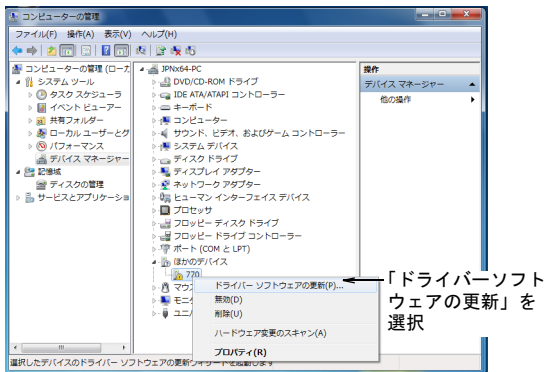 コンピューターの管理
ファイル(F) 操作(A) 表示(V) ヘルプ(H)
コンピューターの管理 (ローカ
システム ツール
タスク スケジューラ
イベント ビューアー
共有フォルダー
ローカル ユーザーとグ
パフォーマンス
デバイス マネージャー
記憶域
ディスクの管理
サービスとアプリケーショ
JPNx64-PC
DVD/CD-ROM ドライブ
IDE ATA/ATAPI コントローラー
キーボード
コンピューター
サウンド、ビデオ、およびゲーム コントローラー
システム デバイス
ディスク ドライブ
ディスプレイ アダプター
ネットワーク アダプター
ヒューマン インターフェイス デバイス
プロセッサ
フロッピー ディスク ドライブ
フロッピー ドライブ コントローラー
ポート (COM と LPT)
ほかのデバイス
770
マウ
モニ
ユニ
ドライバー ソフトウェアの更新(P)...
無効(D)
削除(U)
ハードウェア変更のスキャン(A)
プロパティ(R)
操作
デバイス マネージャー
他の操作
選択したデバイスのドライバー ソフトウェアの更新ウィザードを起動します
「ドライバーソフト
ウェアの更新」を
選択